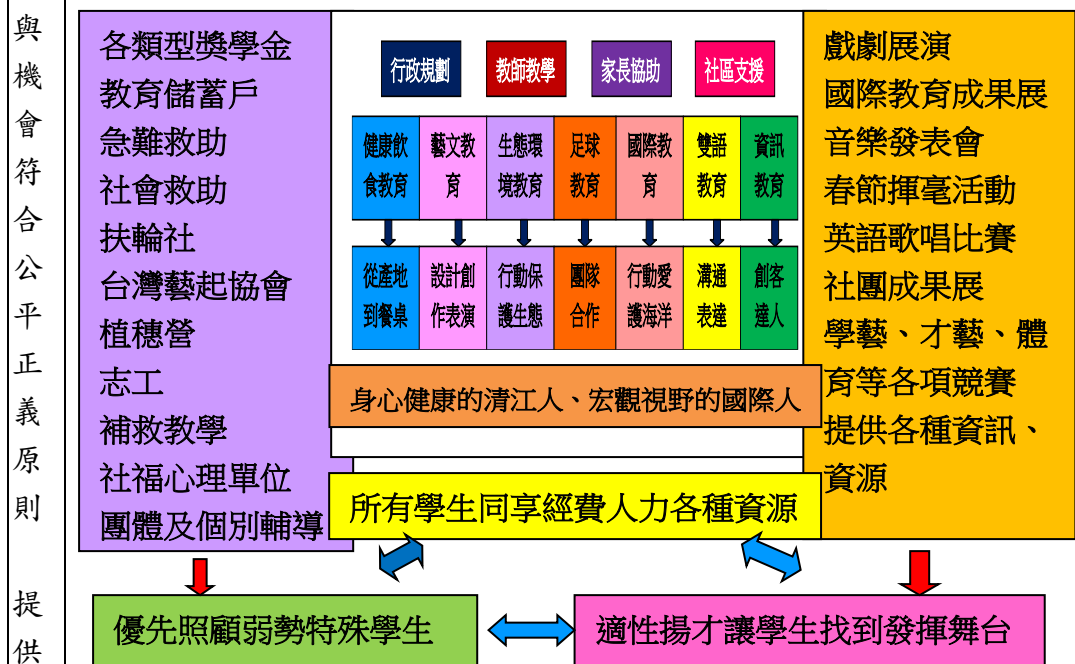 與機會符合公平正義原則
提供
各類型獎學金
教育儲蓄戶
急難救助
社會救助
扶輪社
台灣藝起協會
植穗營
志工
補救教學
社福心理單位
團體及個別輔導
行政規劃
教師教學
家長協助
社區支援
健康飲
食教育
藝文教
育
生態環
境教育
足球
教育
國際教
育
雙語
教育
資訊
教育
從產地
到餐桌
設計創
作表演
行動保
護生態
團隊
合作
行動愛
護海洋
溝通
表達
創客
達人
身心健康的清江人、宏觀視野的國際人
所有學生同享經費人力各種資源
戲劇展演
國際教育成果展
音樂發表會
春節揮毫活動
英語歌唱比賽
社團成果展
學藝、才藝、體
育等各項競賽
提供各種資訊、
資源
優先照顧弱勢特殊學生
適性揚才讓學生找到發揮舞台